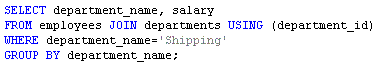 SELECT department_name, salary
FROM employees JOIN departments USING (department_id)
WHERE department_name='Shipping'
GROUP BY department_name;